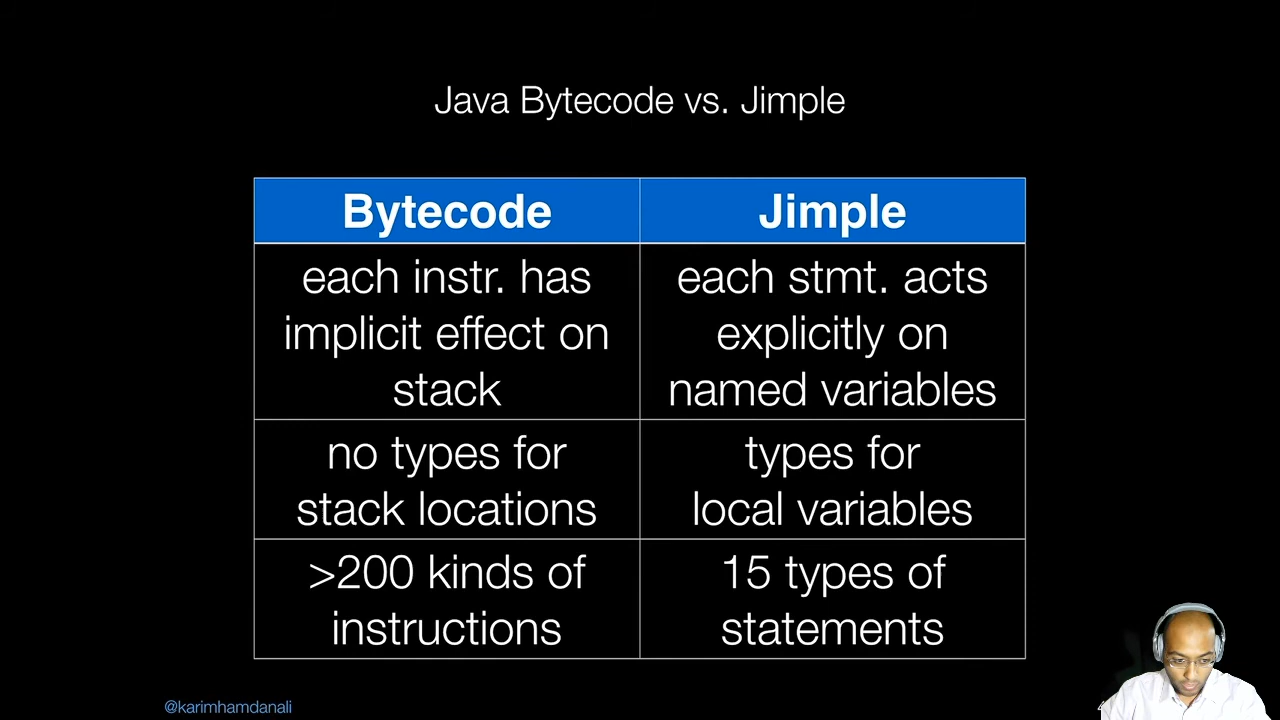 Java Bytecode vs. Jimple
Bytecode
Jimple
each instr. has
implicit effect on
stack
each stmt. acts
explicitly on
named variables
no types for
stack locations
types for
local variables
>200 kinds of
instructions
15 types of
statements
@karimhamdanali